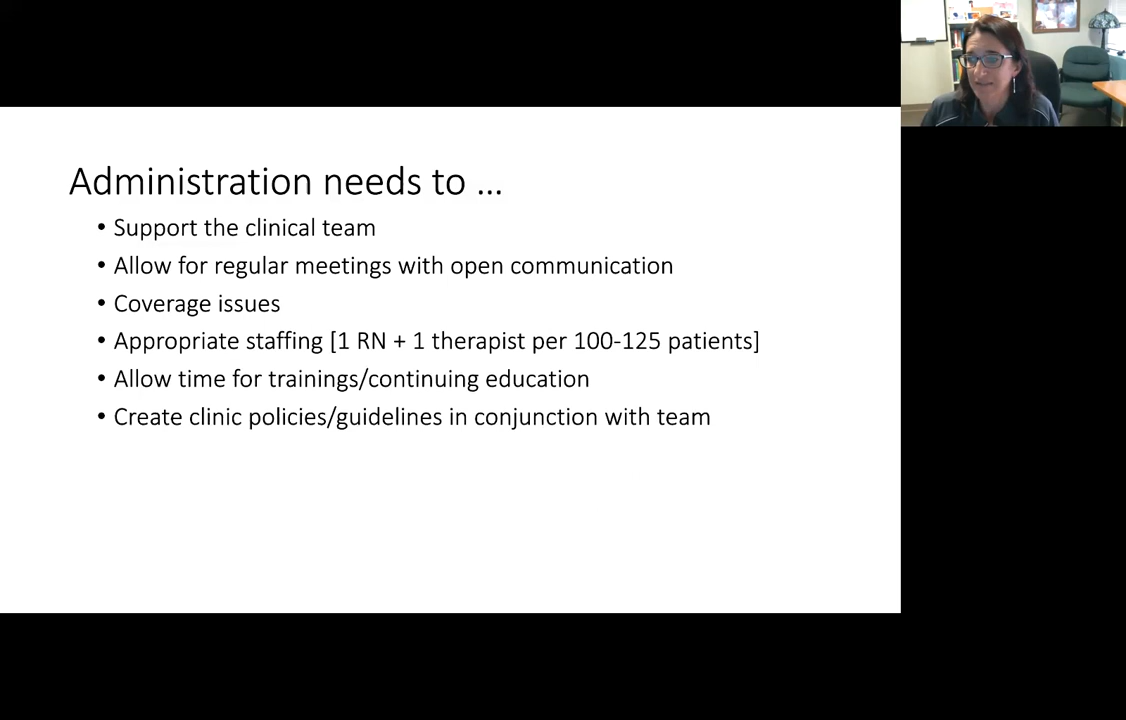 Administration needs to ...
• Support the clinical team
• Allow for regular meetings with open communication
• Coverage issues
• Appropriate staffing [1 RN + 1 therapist per 100-125 patients]
• Allow time for trainings/continuing education
• Create clinic policies/guidelines in conjunction with team